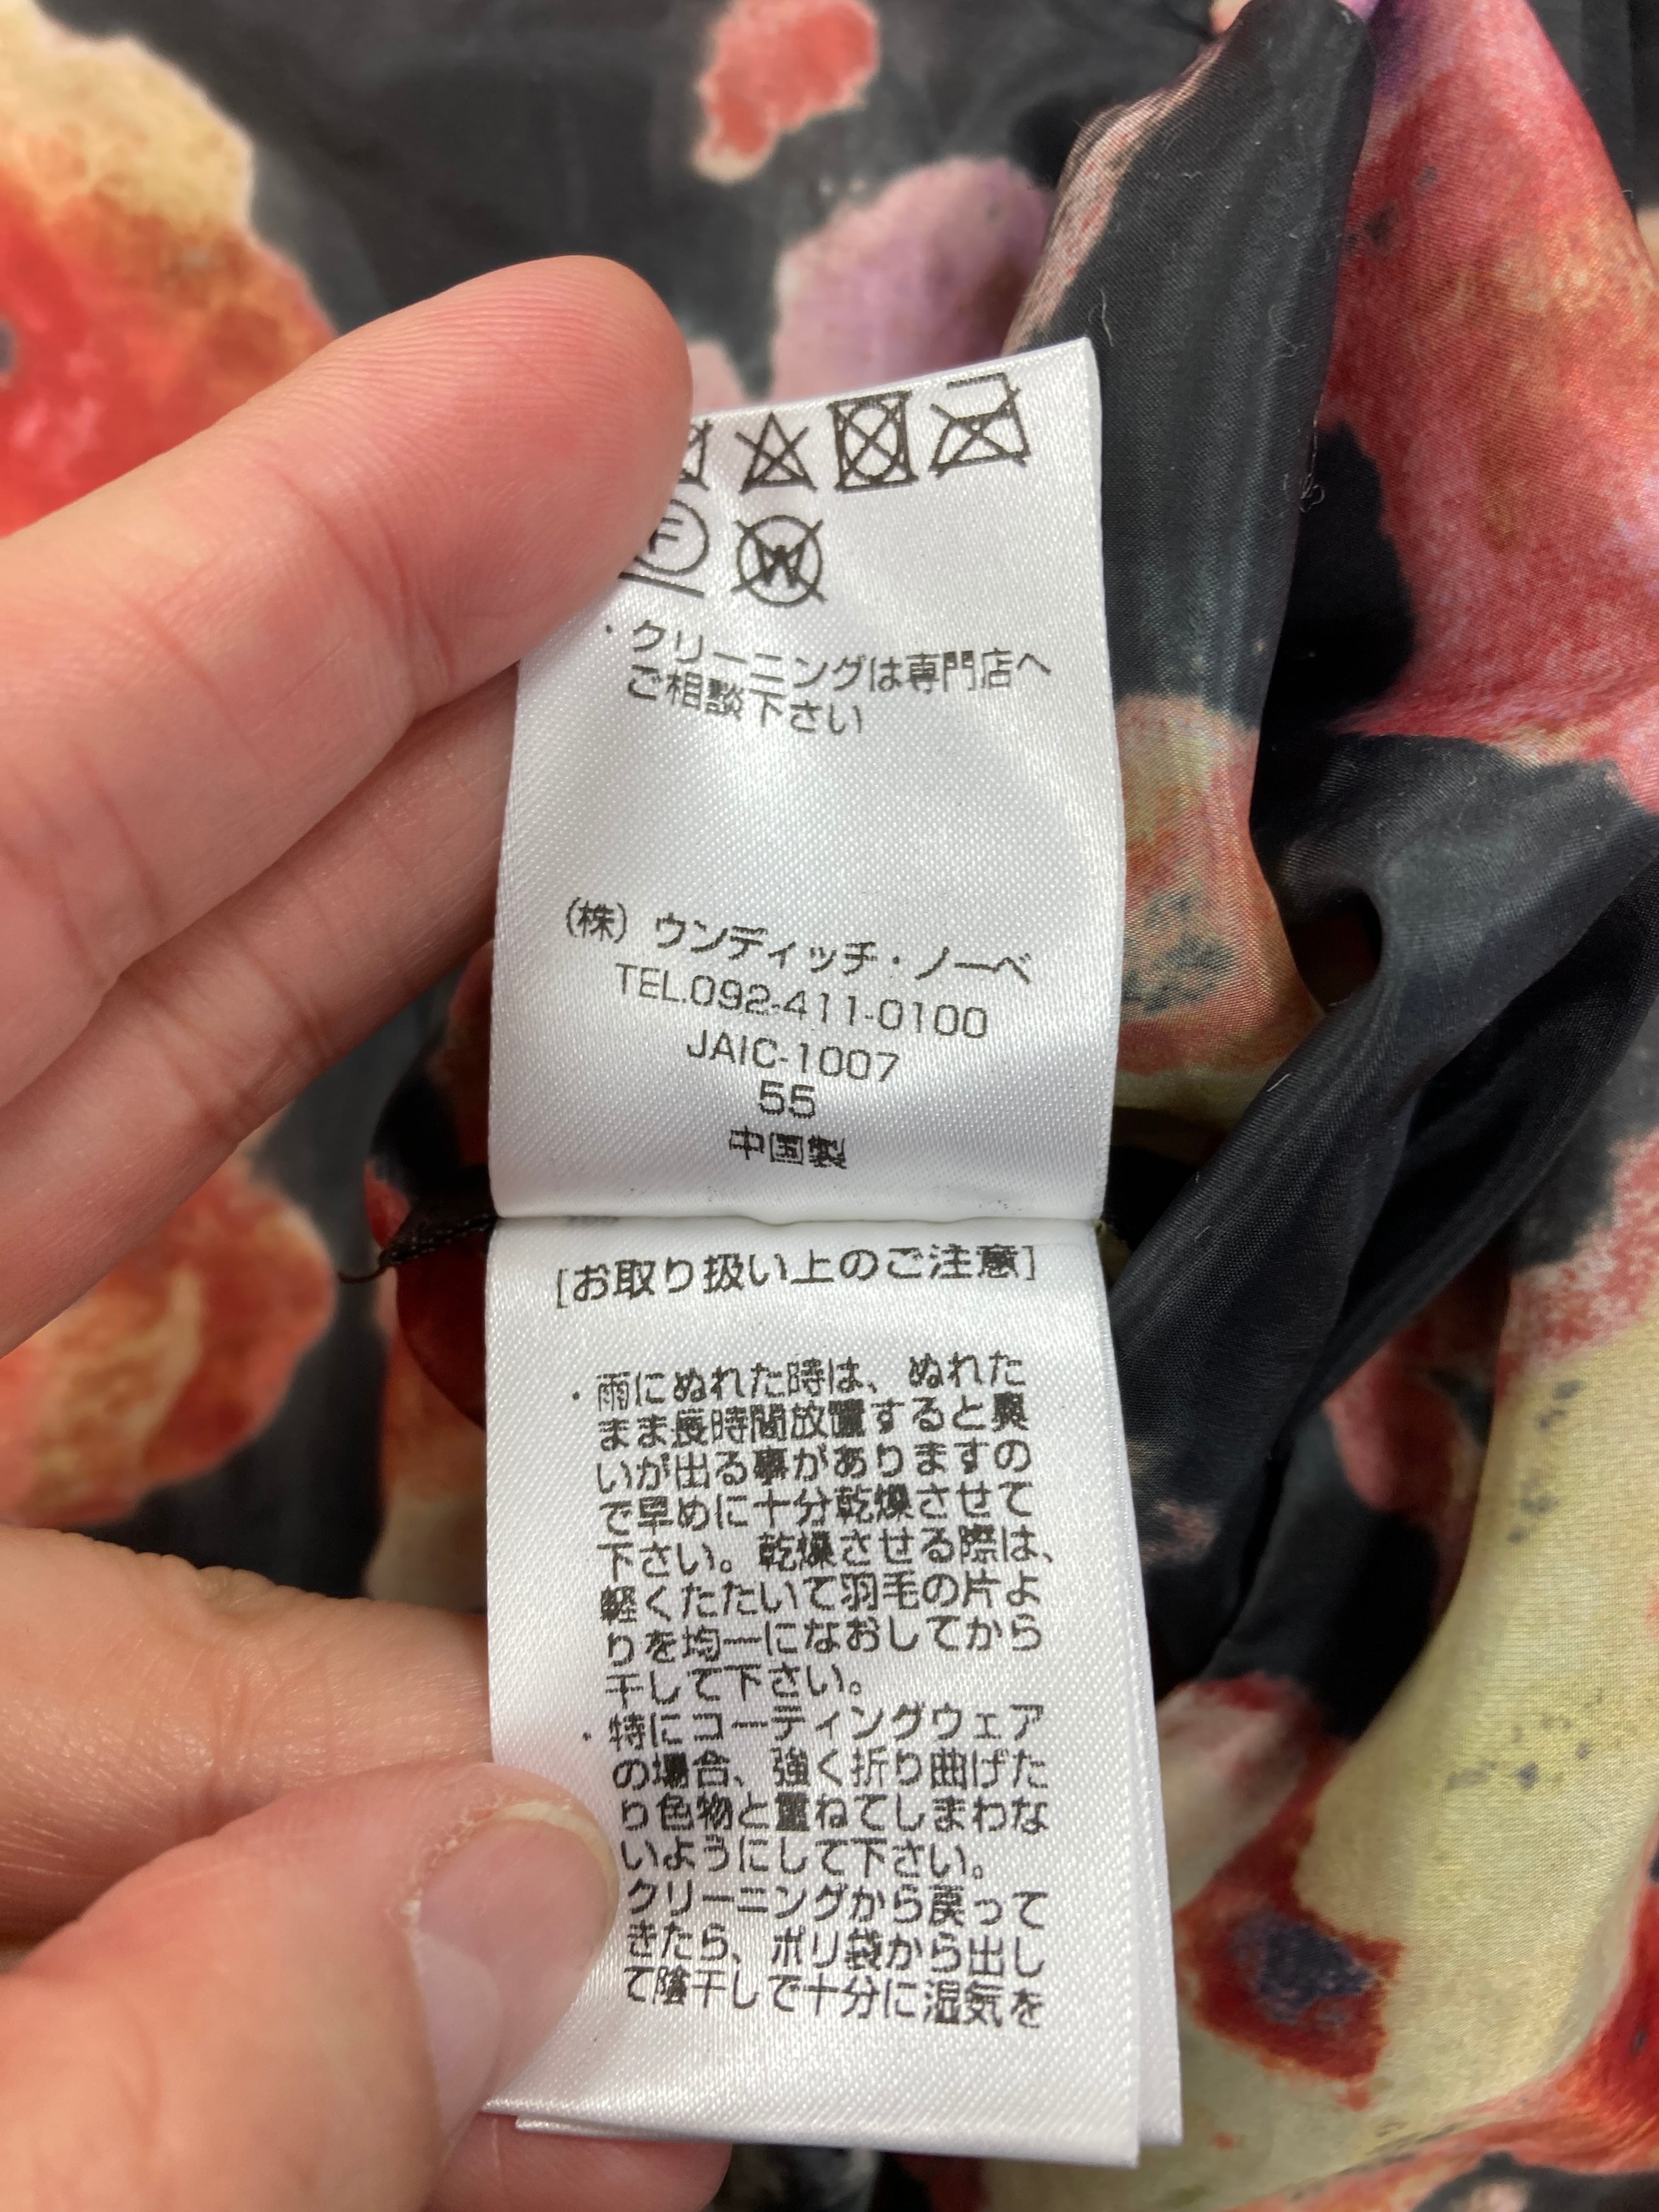 F
W
・クリーニングは専門店へ
ご相談下さい
(株) ウンディッチ・ノーベ
TEL.092-411-0100
JAIC-1007
55
中国製
[お取り扱い上のご注意]
・雨にぬれた時は、ぬれた
まま長時間放置すると臭
いが出る事がありますの
で早めに十分乾燥させて
下さい。乾燥させる際は、
軽くたたいて羽毛の片よ
りを均一になおしてから
干して下さい。
・特にコーティングウェア
の場合、強く折り曲げた
り色物と重ねてしまわな
いようにして下さい。
クリーニングから戻って
きたら、ポリ袋から出し
て陰干しで十分に湿気を